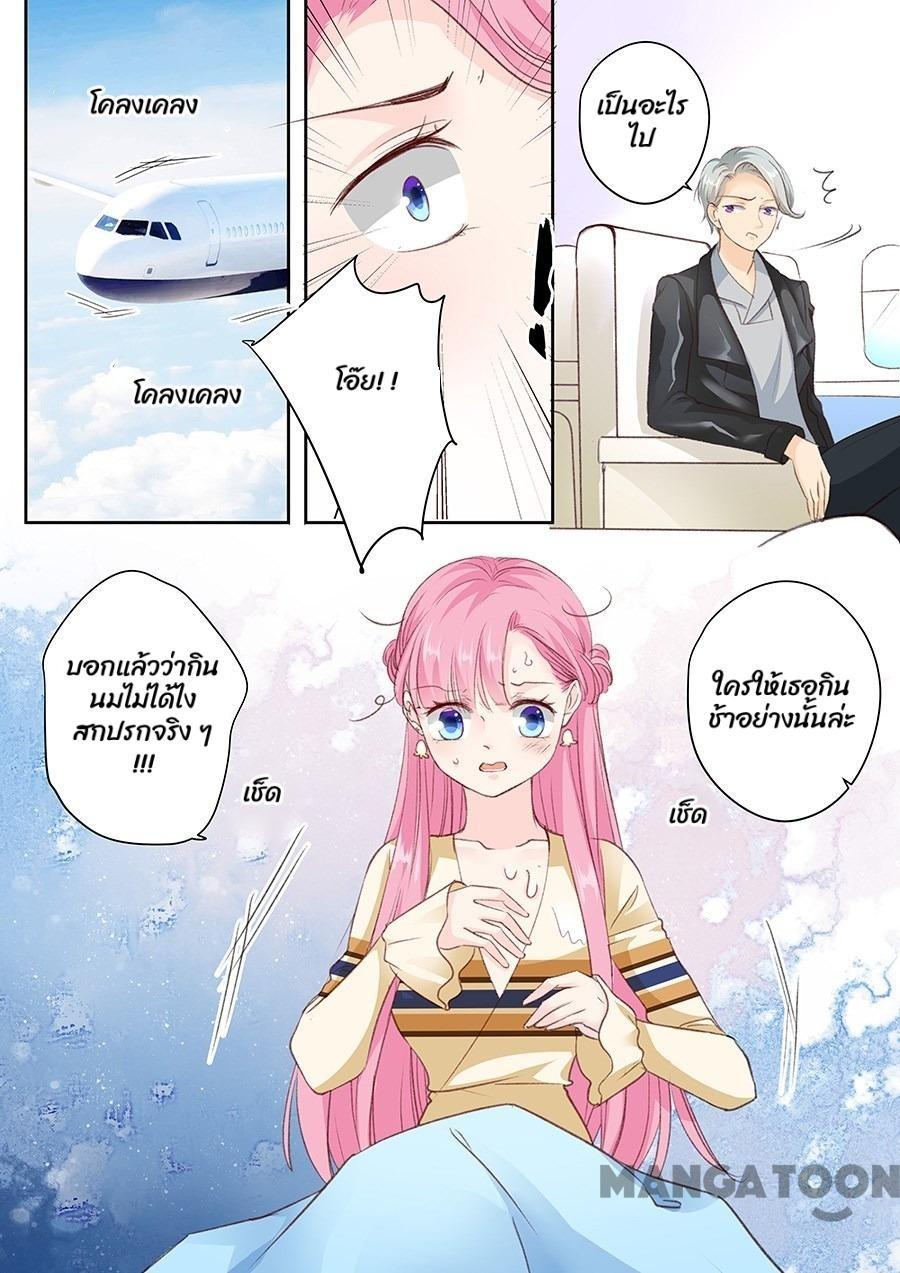 โคลงเคลง
โคลงเคลง
โอ๊ย!!
เป็นอะไร
ไป
บอกแล้วว่ากิน
นมไม่ได้ไง
สกปรกจริง ๆ
!!!
เช็ด
ใครให้เธอกิน
ช้าอย่างนั้นล่ะ
เช็ด
MANGATOON